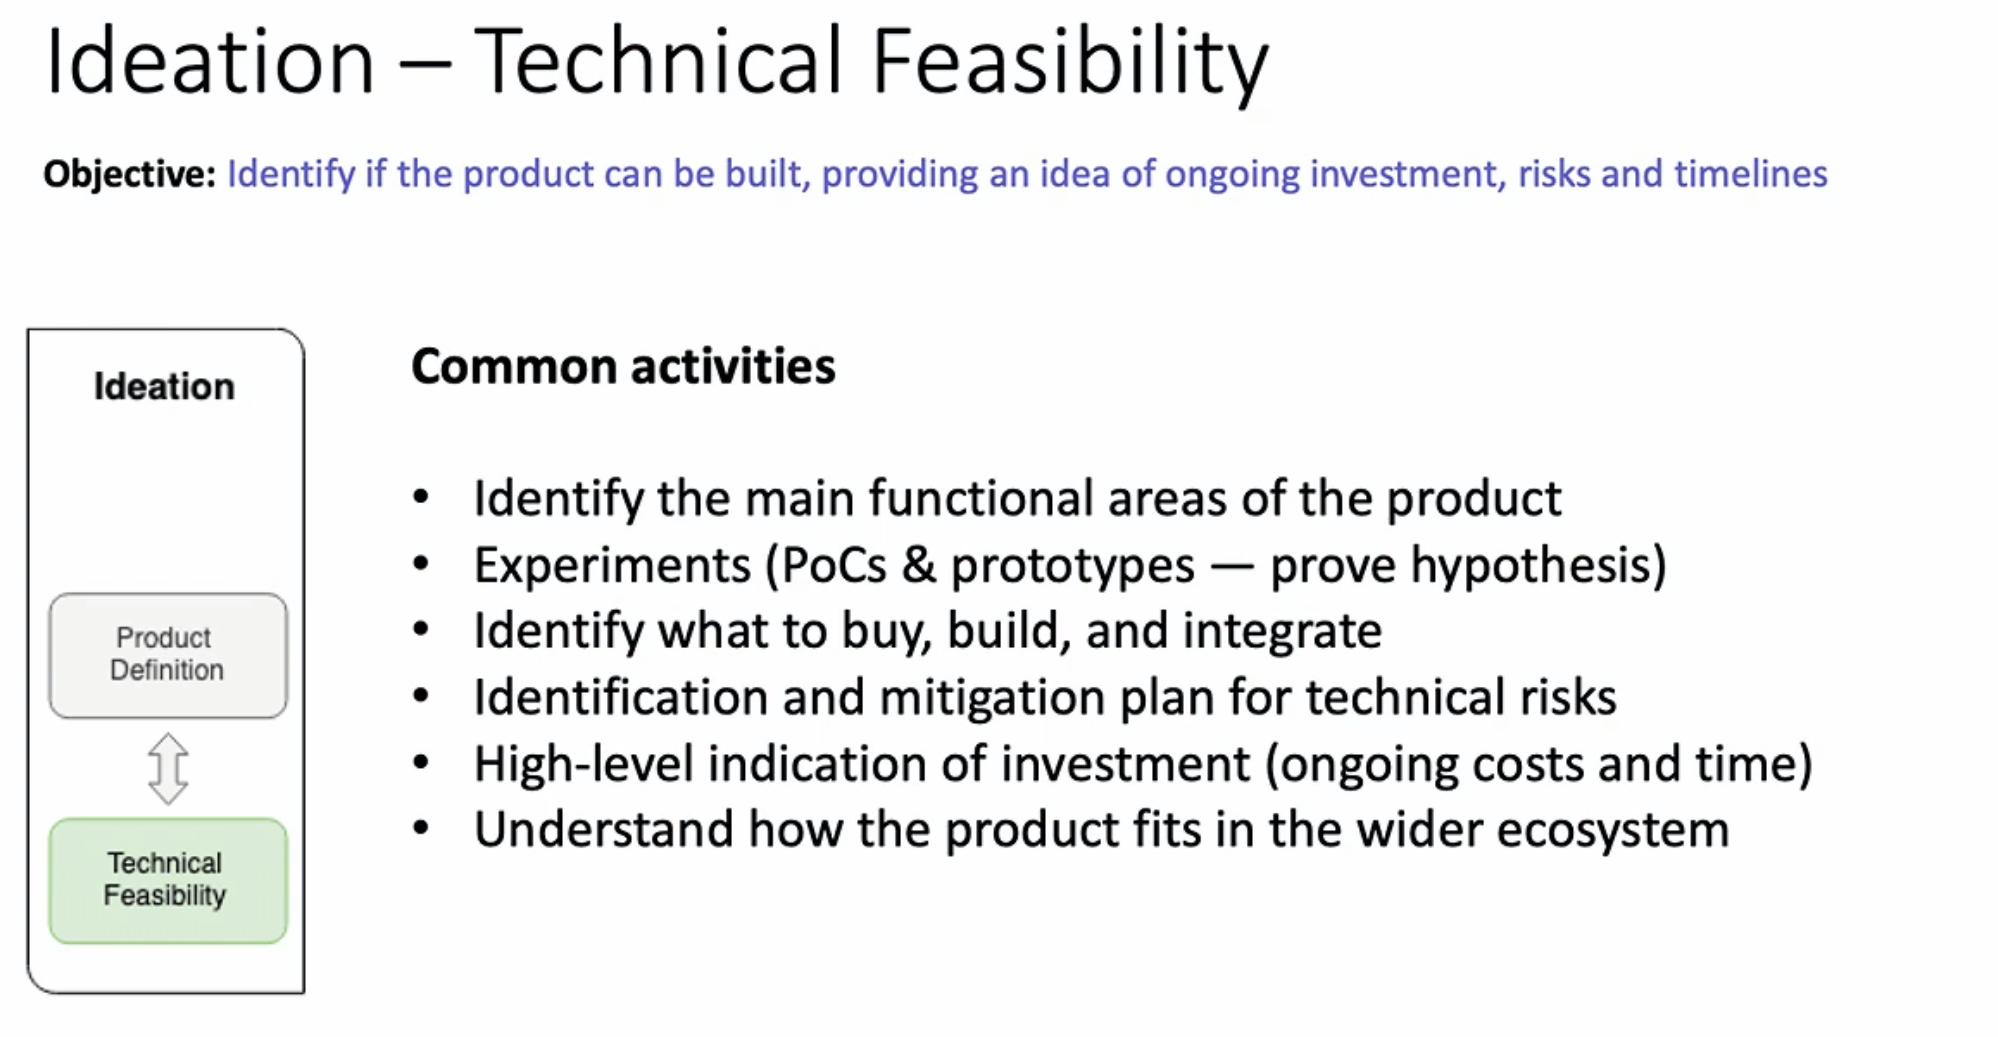 Ideation – Technical Feasibility
Objective: Identify if the product can be built, providing an idea of ongoing investment, risks and timelines
Ideation
Product
Definition
Technical
Feasibility
Common activities
• Identify the main functional areas of the product
• Experiments (PoCs & prototypes — prove hypothesis)
• Identify what to buy, build, and integrate
• Identification and mitigation plan for technical risks
• High-level indication of investment (ongoing costs and time)
• Understand how the product fits in the wider ecosystem